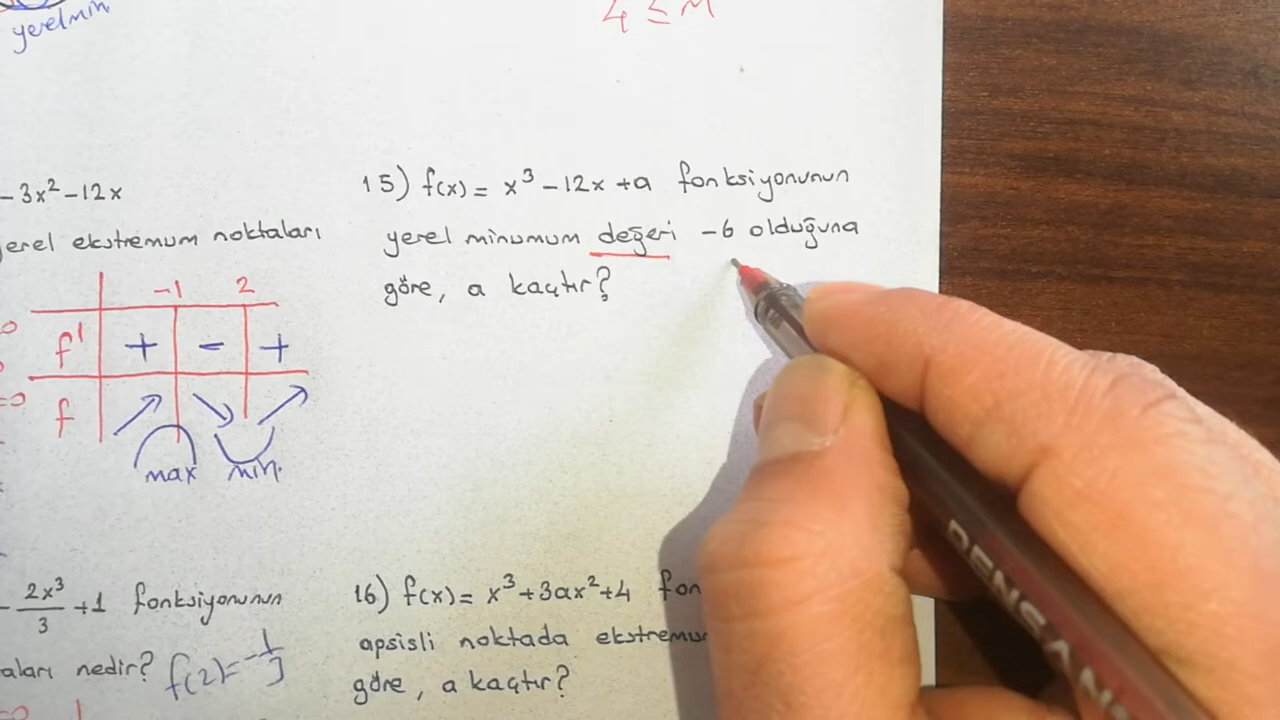 yerelmin
4 ≤ M
-3x²-12x
yerel ekstremum noktaları
-1 2
f' + - +
f
max min.
15) f(x)= x³-12x+a fonksiyonunun
yerel minumum değeri -6 olduğuna
göre, a kaçtır?
-2x³/3 +1 fonksiyonunun
nedir? f(2)=-1/3
16) f(x)= x³+3ax²+4 fon
apsisli noktada ekstremu
göre, a kaçtır?